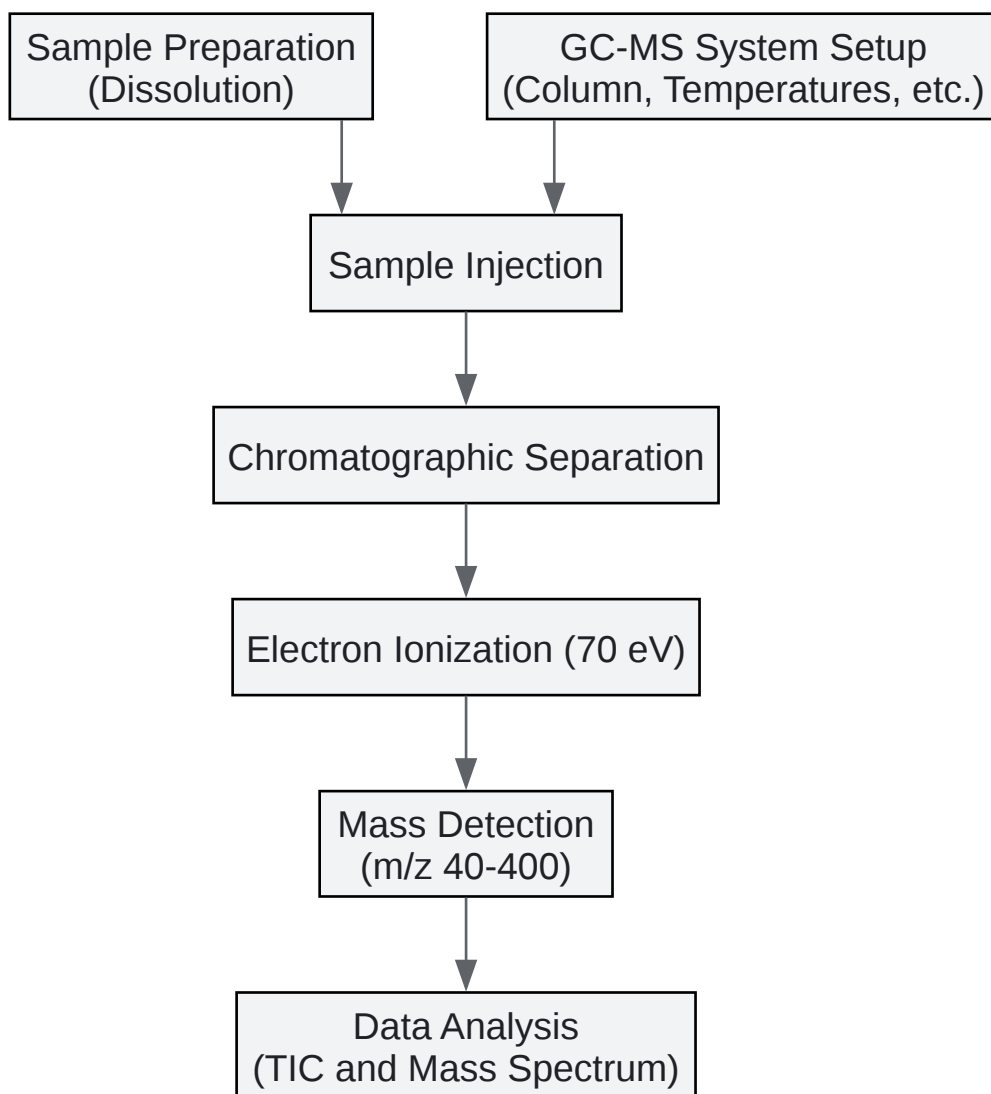 Sample Preparation
(Dissolution)
GC-MS System Setup
(Column, Temperatures, etc.)
Sample Injection
Chromatographic Separation
Electron Ionization (70 eV)
Mass Detection
(m/z 40-400)
Data Analysis
(TIC and Mass Spectrum)